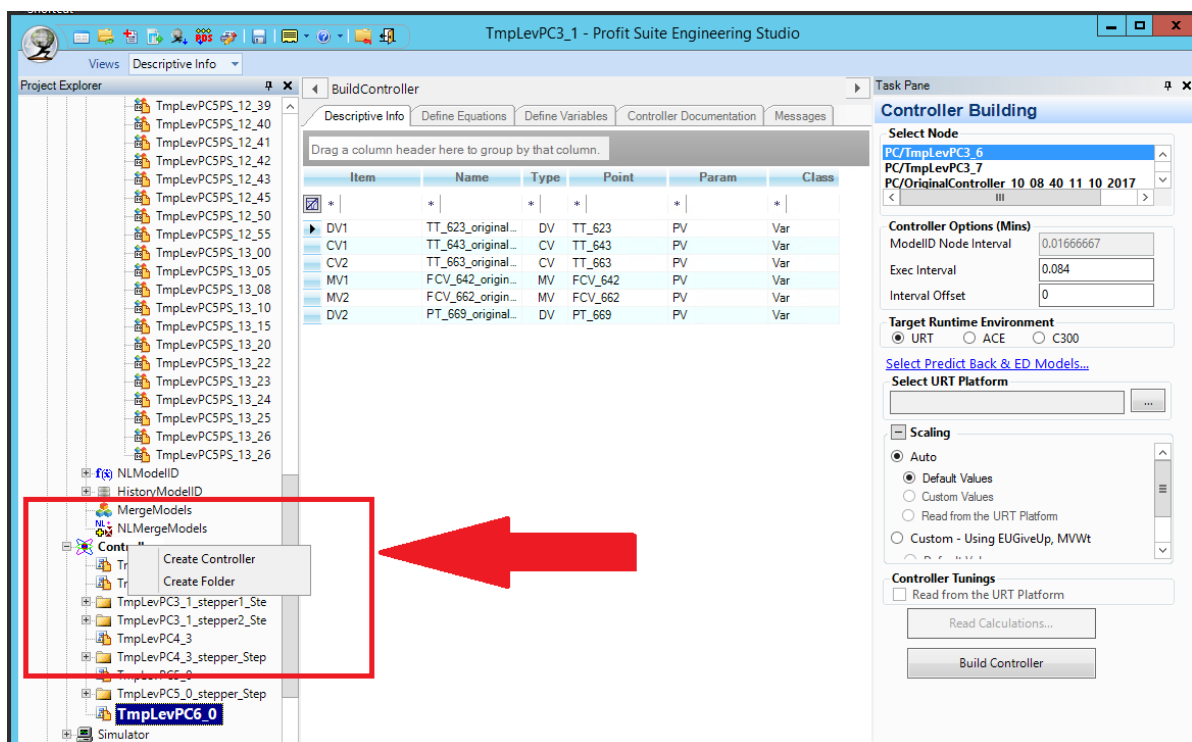 TmpLevPC3_1 - Profit Suite Engineering Studio
Views Descriptive Info
Project Explorer
TmpLevPC5PS_12_39
TmpLevPC5PS_12_40
TmpLevPC5PS_12_41
TmpLevPC5PS_12_42
TmpLevPC5PS_12_43
TmpLevPC5PS_12_45
TmpLevPC5PS_12_50
TmpLevPC5PS_12_55
TmpLevPC5PS_13_00
TmpLevPC5PS_13_05
TmpLevPC5PS_13_08
TmpLevPC5PS_13_10
TmpLevPC5PS_13_15
TmpLevPC5PS_13_20
TmpLevPC5PS_13_22
TmpLevPC5PS_13_23
TmpLevPC5PS_13_24
TmpLevPC5PS_13_25
TmpLevPC5PS_13_26
TmpLevPC5PS_13_26
f(x) NLModelID
HistoryModelID
MergeModels
NLMergeModels
Create Controller
Create Folder
TmpLevPC3_1_stepper1_Ste
TmpLevPC3_1_stepper2_Ste
TmpLevPC4_3
TmpLevPC4_3_stepper_Step
TmpLevPC5_0
TmpLevPC5_0_stepper_Step
TmpLevPC6_0
Simulator
BuildController
Descriptive Info Define Equations Define Variables Controller Documentation Messages
Drag a column header here to group by that column.
Item Name Type Point Param Class
* * * * * *
DV1 TT_623_original... DV TT_623 PV Var
CV1 TT_643_original... CV TT_643 PV Var
CV2 TT_663_original... CV TT_663 PV Var
MV1 FCV_642_origin... MV FCV_642 PV Var
MV2 FCV_662_origin... MV FCV_662 PV Var
DV2 PT_669_original... DV PT_669 PV Var
Task Pane
Controller Building
Select Node
PC/TmpLevPC3_6
PC/TmpLevPC3_7
PC/OriginalController_10_08_40_11_10_2017
Controller Options (Mins)
ModelID Node Interval 0.01666667
Exec Interval 0.084
Interval Offset 0
Target Runtime Environment
URT ACE C300
Select Predict Back & ED Models...
Select URT Platform
...
Scaling
Auto
Default Values
Custom Values
Read from the URT Platform
Custom - Using EUGiveUp, MVWt
Controller Tunings
Read from the URT Platform
Read Calculations...
Build Controller